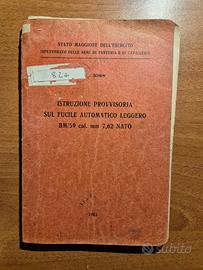 STATO MAGGIORE DELL'ESERCITO
ISPETTORATO DELLE ARMI DI FANTERIA E DI CAVALLERIA
824
ISTRUZIONE PROVVISORIA
SUL FUCILE AUTOMATICO LEGGERO
BM/59 cal. mm 7,62 NATO
subito